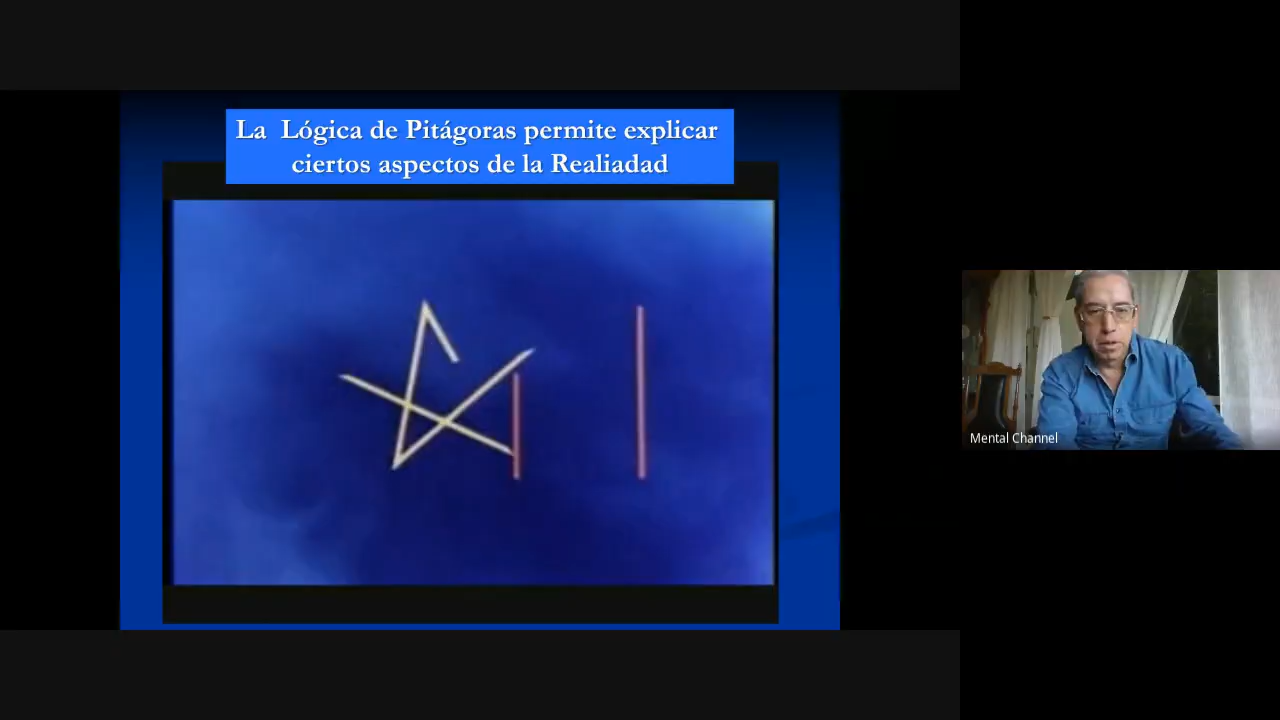 La Lógica de Pitágoras permite explicar
ciertos aspectos de la Realiadad
Mental Channel